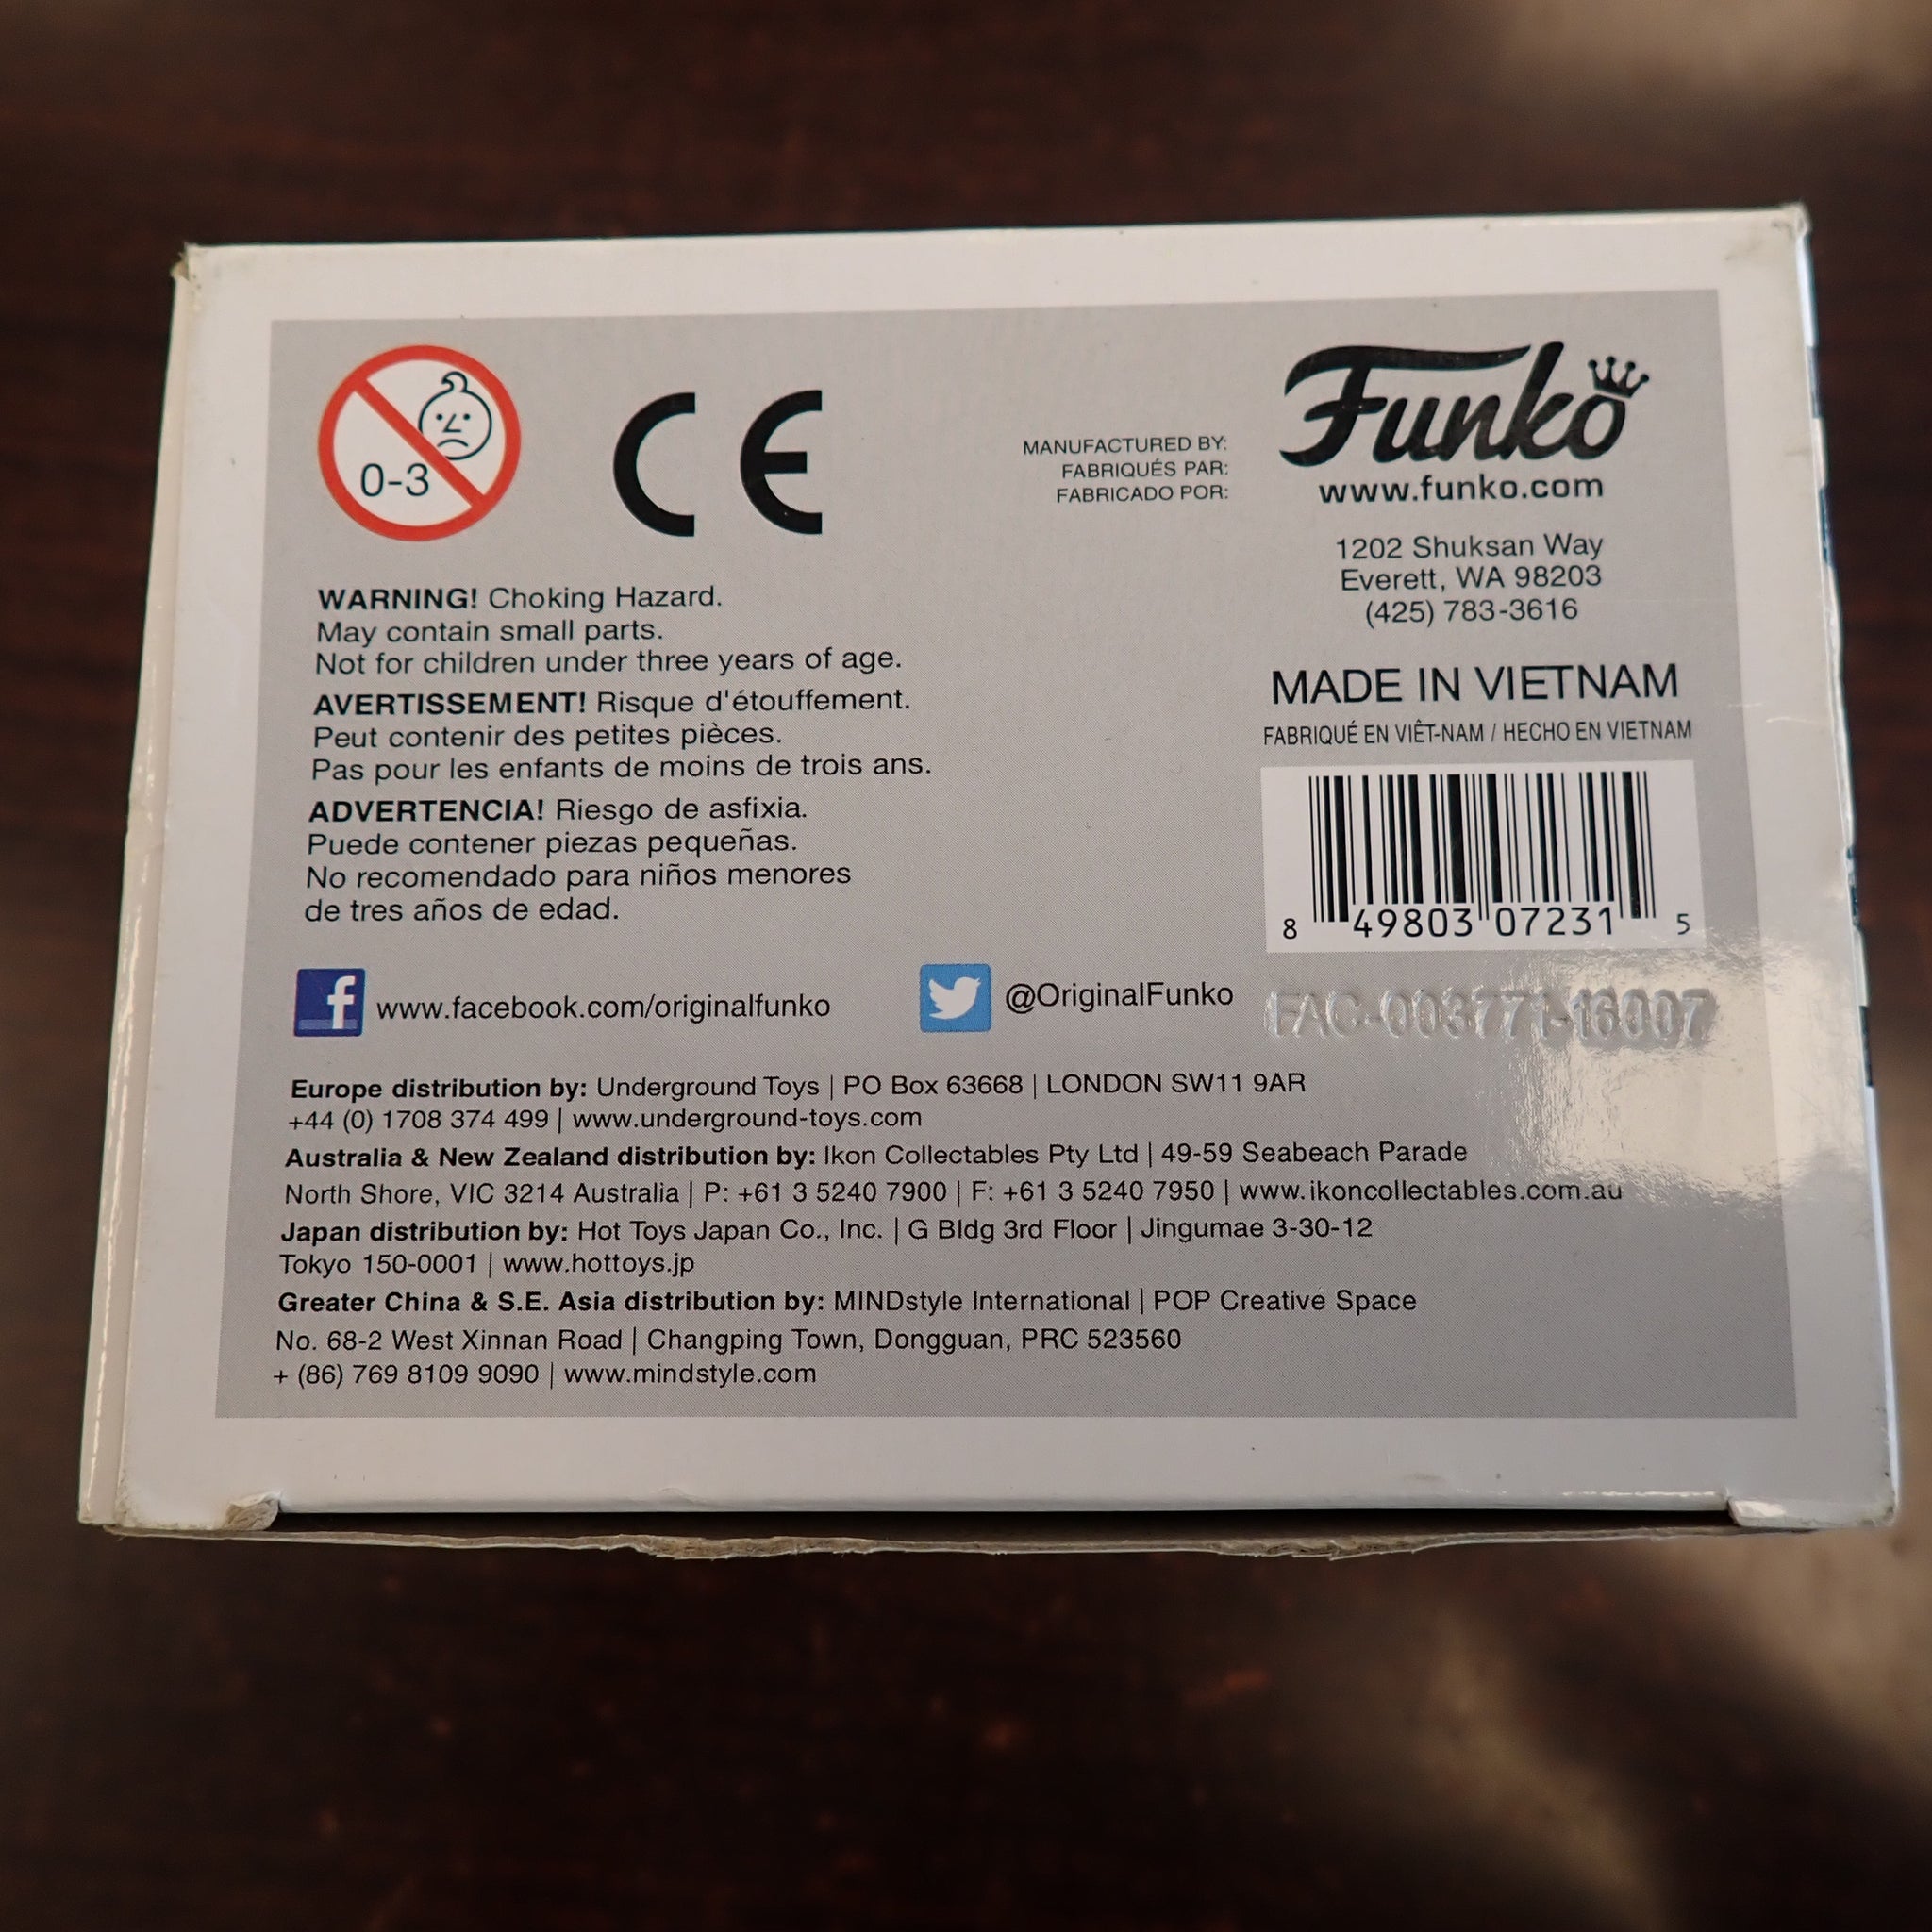 0-3
CE
MANUFACTURED BY:
FABRIQUÉS PAR:
FABRICADO POR:
Funko
www.funko.com
1202 Shuksan Way
Everett, WA 98203
(425) 783-3616
WARNING! Choking Hazard.
May contain small parts.
Not for children under three years of age.
AVERTISSEMENT! Risque d'étouffement.
Peut contenir des petites pièces.
Pas pour les enfants de moins de trois ans.
ADVERTENCIA! Riesgo de asfixia.
Puede contener piezas pequeñas.
No recomendado para niños menores
de tres años de edad.
MADE IN VIETNAM
FABRIQUÉ EN VIÊT-NAM / HECHO EN VIETNAM
8 49803 07231 5
f www.facebook.com/originalfunko
@OriginalFunko
FAC-003771-16007
Europe distribution by: Underground Toys | PO Box 63668 | LONDON SW11 9AR
+44 (0) 1708 374 499 | www.underground-toys.com
Australia & New Zealand distribution by: Ikon Collectables Pty Ltd | 49-59 Seabeach Parade
North Shore, VIC 3214 Australia | P: +61 3 5240 7900 | F: +61 3 5240 7950 | www.ikoncollectables.com.au
Japan distribution by: Hot Toys Japan Co., Inc. | G Bldg 3rd Floor | Jingumae 3-30-12
Tokyo 150-0001 | www.hottoys.jp
Greater China & S.E. Asia distribution by: MINDstyle International | POP Creative Space
No. 68-2 West Xinnan Road | Changping Town, Dongguan, PRC 523560
+ (86) 769 8109 9090 | www.mindstyle.com